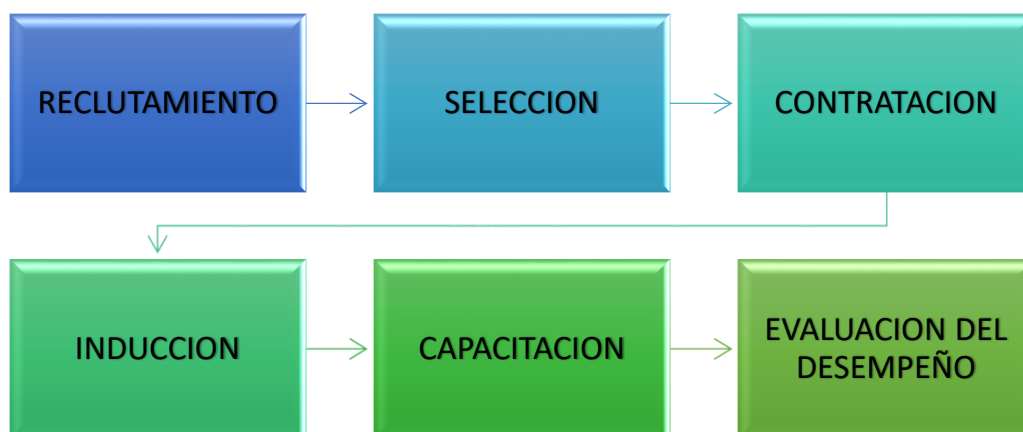 RECLUTAMIENTO
SELECCION
CONTRATACION
INDUCCION
CAPACITACION
EVALUACION DEL
DESEMPEÑO